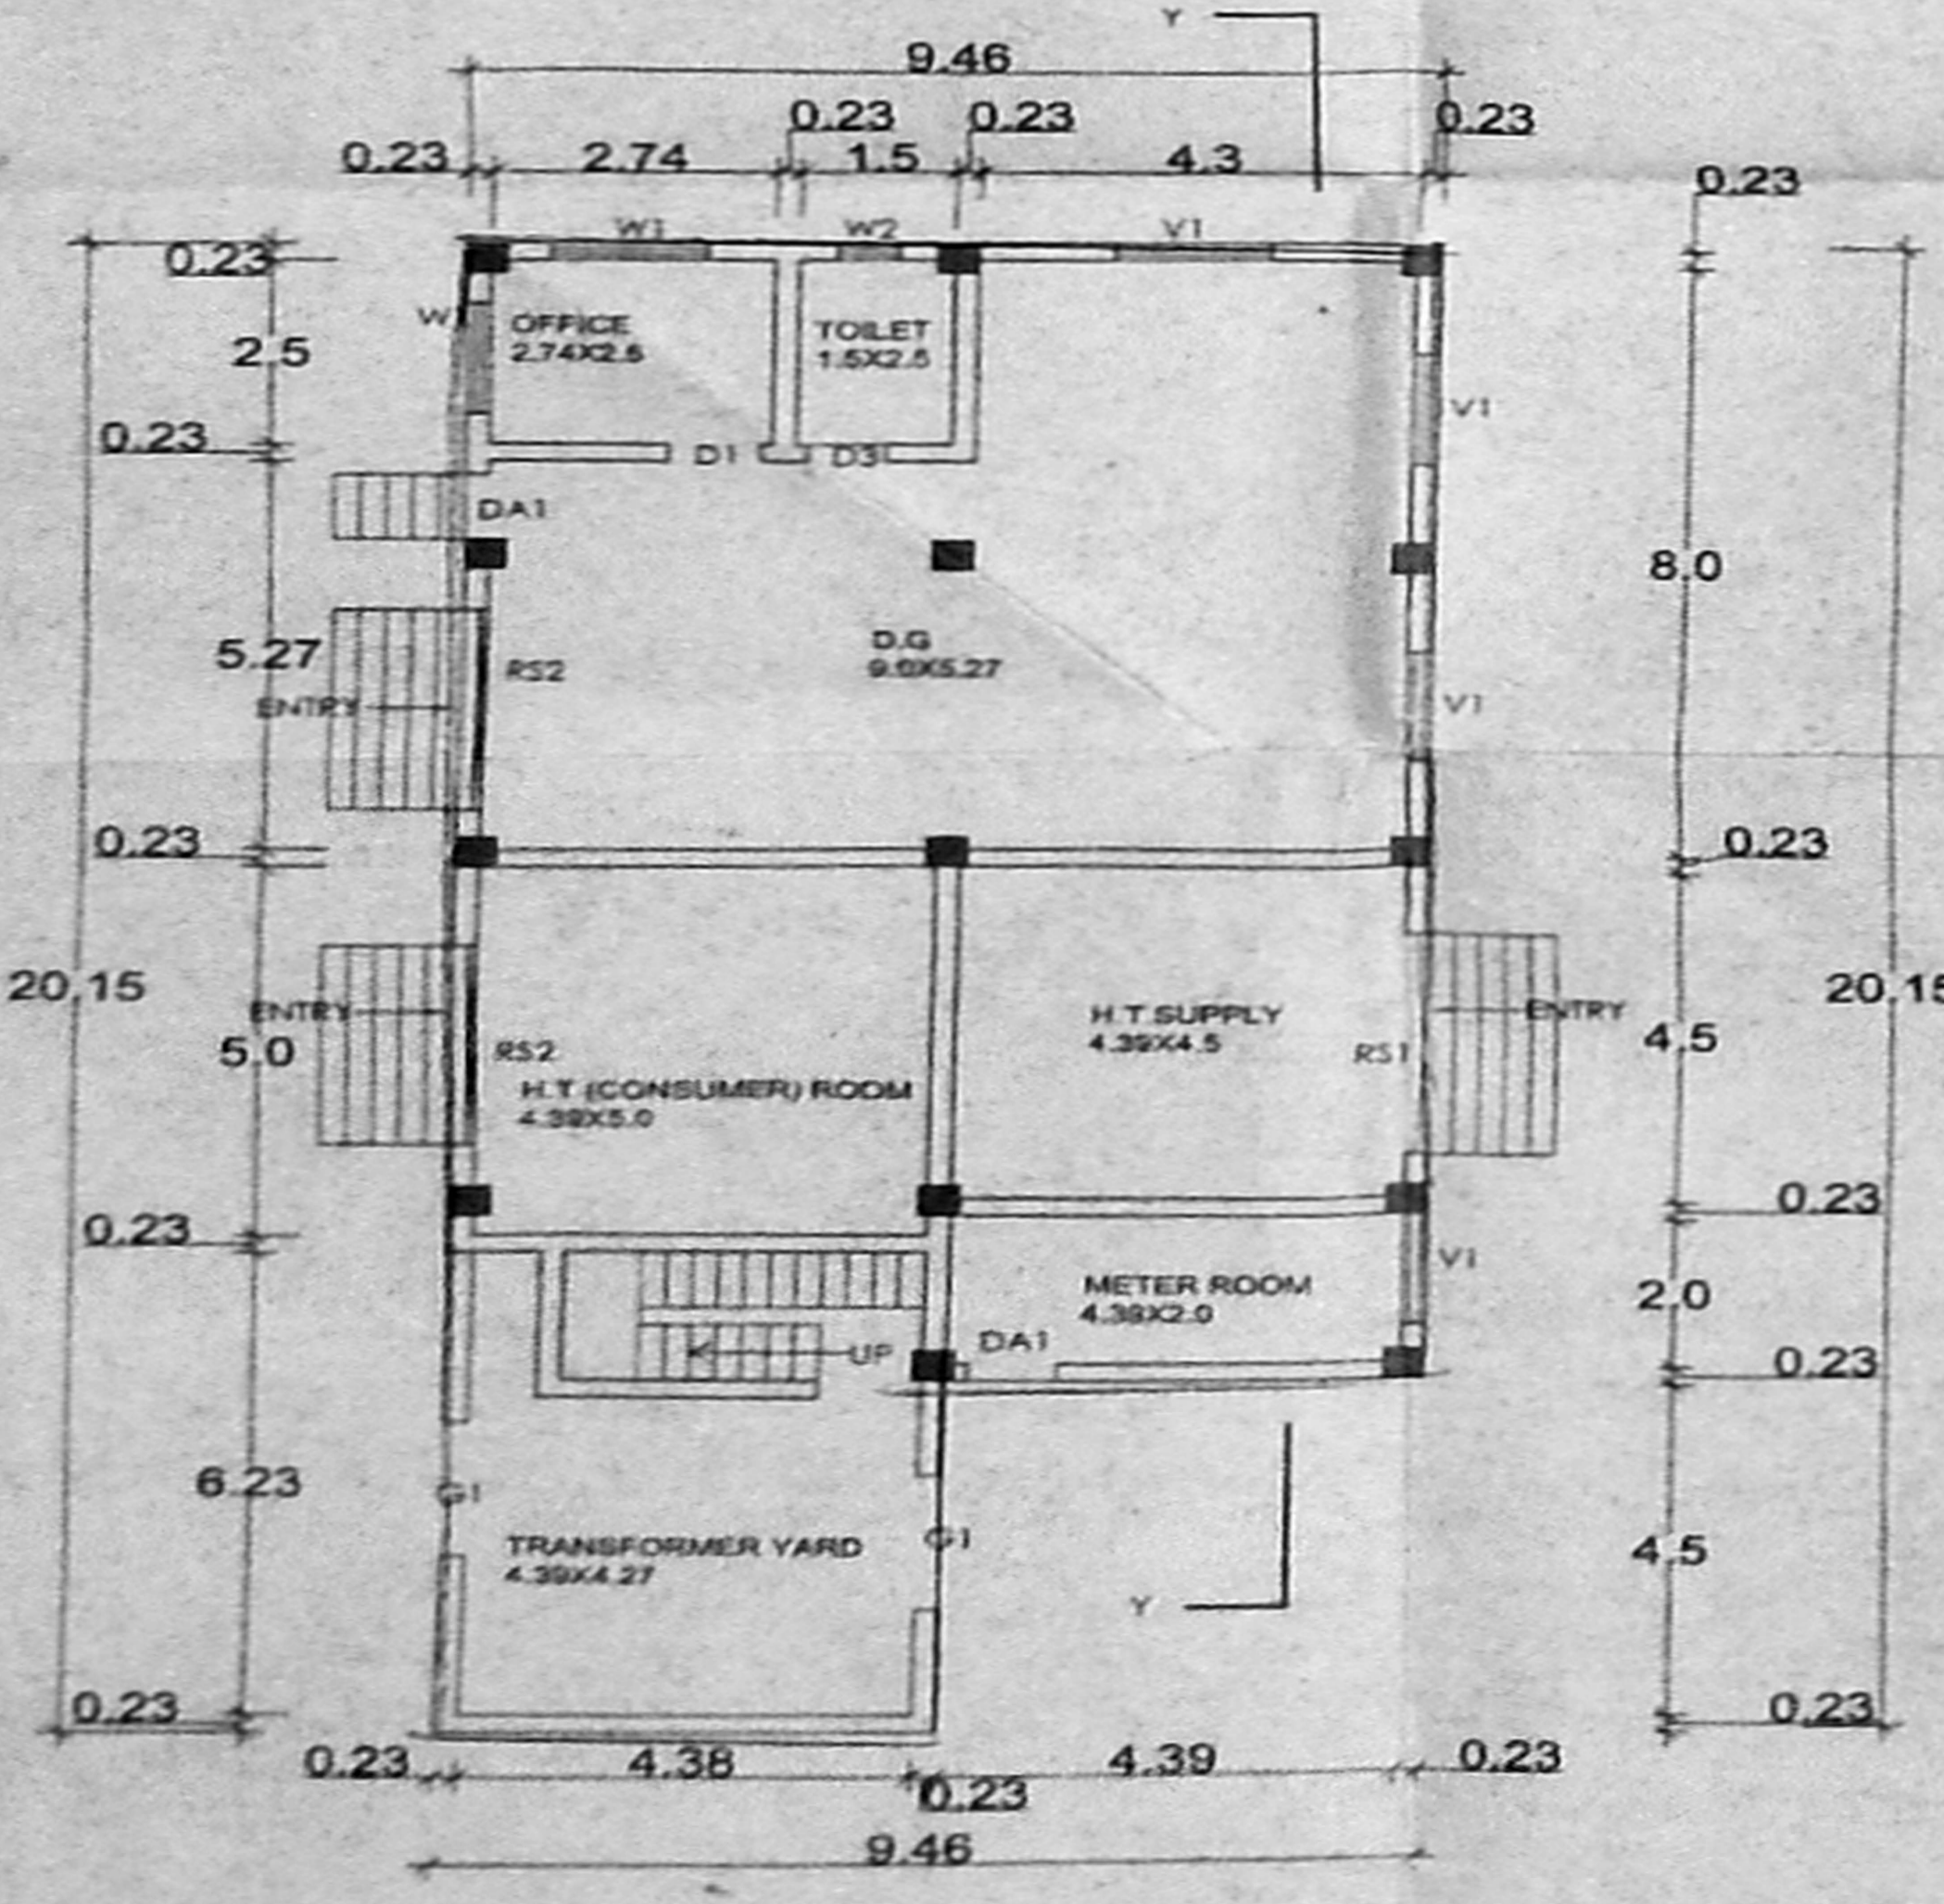 Y
9.46
0.23 0.23 0.23
0.23 2.74 1.5 4.3
0.23
W1 W2 V1
0.23
W
OFFICE
2.74X2.5
TOILET
1.5X2.5
2.5
V1
0.23
D1 D3
DA1
8.0
5.27
D.G
RS2
ENTRY
V1
0.23
0.23
20.15
20.15
ENTRY
ENTRY
H.T.SUPPLY
4.39X4.5
5.0
RS2
RS1
4.5
H.T (CONSUMER) ROOM
4.39X5.0
0.23
0.23
V1
METER ROOM
4.39X2.0
2.0
DA1
UP
0.23
6.23
G1
G1
TRANSFORMER YARD
4.39X4.27
4.5
Y
0.23
0.23
0.23 4.38 4.39 0.23
0.23
9.46